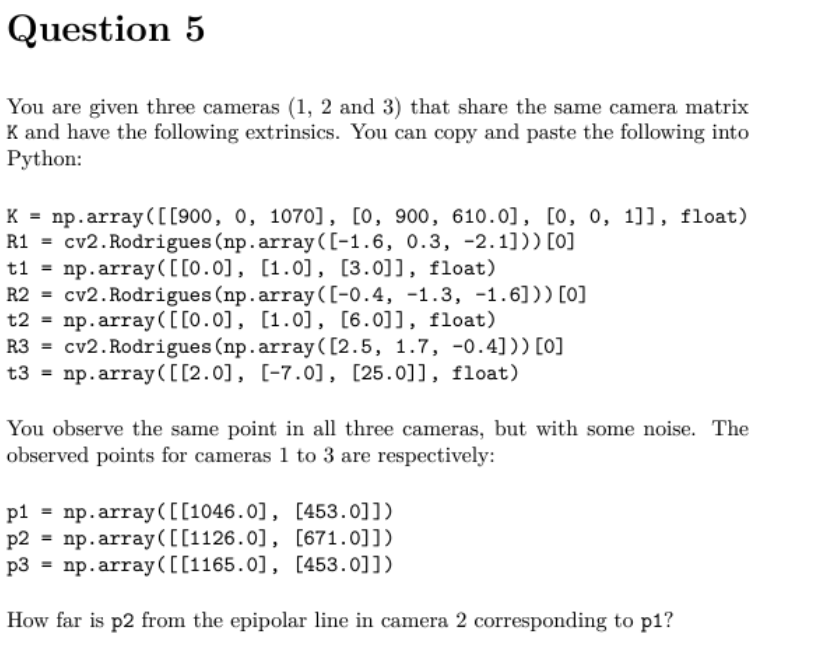 Question 5
You are given three cameras (1, 2 and 3) that share the same camera matrix
K and have the following extrinsics. You can copy and paste the following into
Python:
K = np.array([[900, 0, 1070], [0, 900, 610.0], [0, 0, 1]], float)
R1 = cv2.Rodrigues(np.array([-1.6, 0.3, -2.1]))[0]
t1 = np.array([[0.0], [1.0], [3.0]], float)
R2 = cv2.Rodrigues(np.array([-0.4, -1.3, -1.6]))[0]
t2 = np.array([[0.0], [1.0], [6.0]], float)
R3 = cv2.Rodrigues(np.array([2.5, 1.7, -0.4]))[0]
t3 = np.array([[2.0], [-7.0], [25.0]], float)
You observe the same point in all three cameras, but with some noise. The
observed points for cameras 1 to 3 are respectively:
p1 = np.array([[1046.0], [453.0]])
p2 = np.array([[1126.0], [671.0]])
p3 = np.array([[1165.0], [453.0]])
How far is p2 from the epipolar line in camera 2 corresponding to p1?